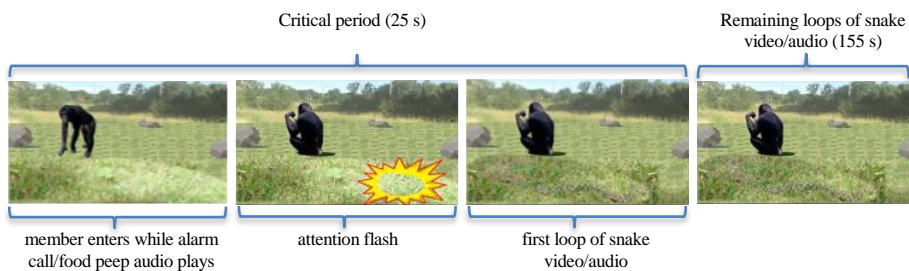 Critical period (25 s)
Remaining loops of snake
video/audio (155 s)
member enters while alarm
call/food peep audio plays
attention flash
first loop of snake
video/audio